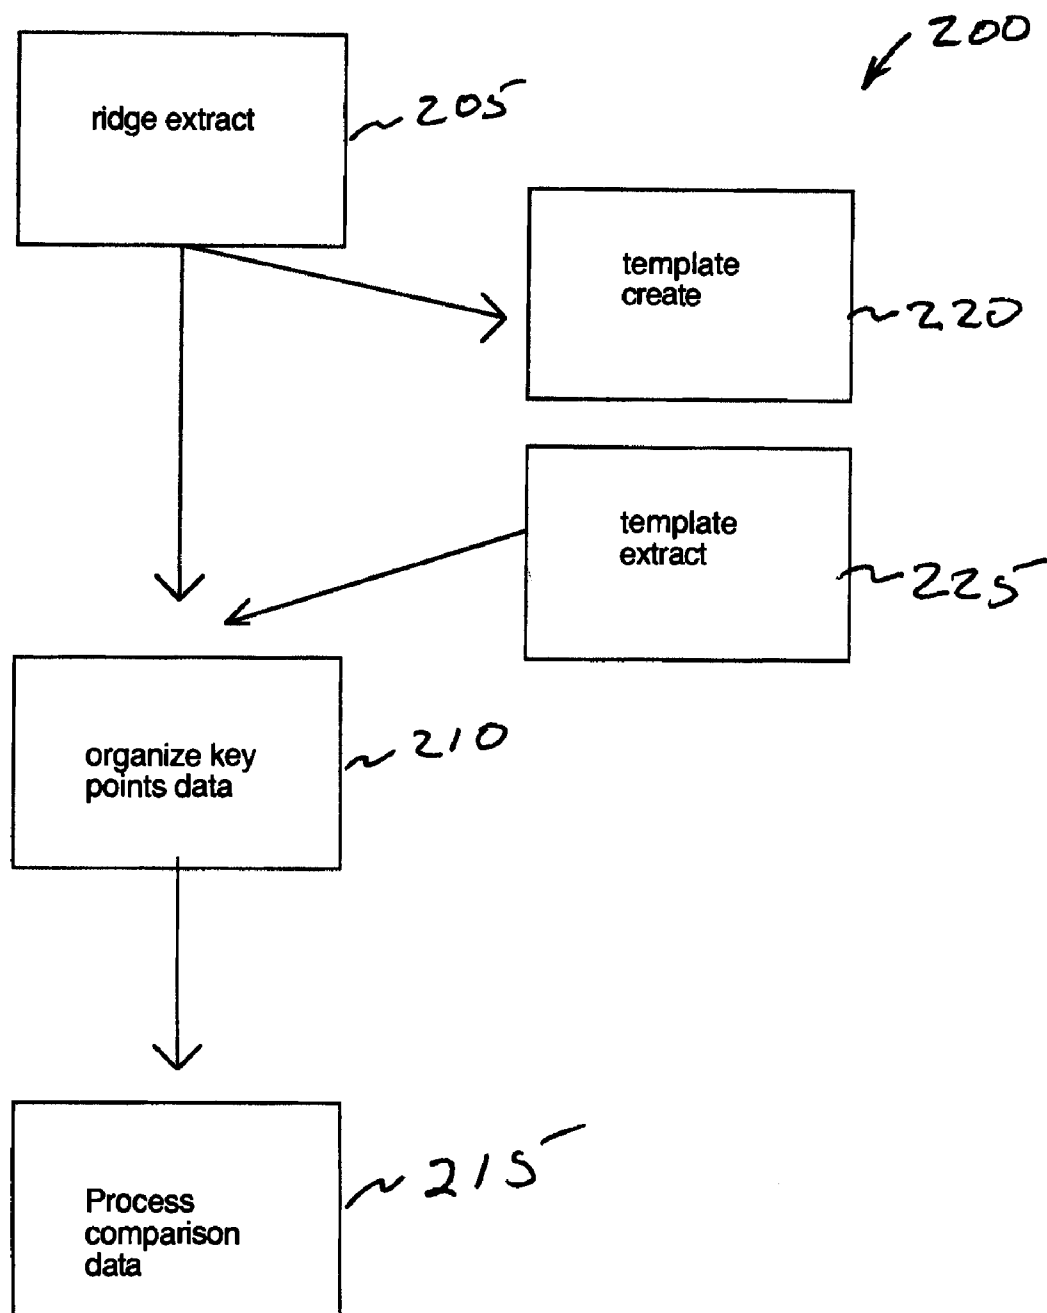 200
ridge extract
205
template
create
220
template
extract
225
organize key
points data
210
Process
comparison
data
215